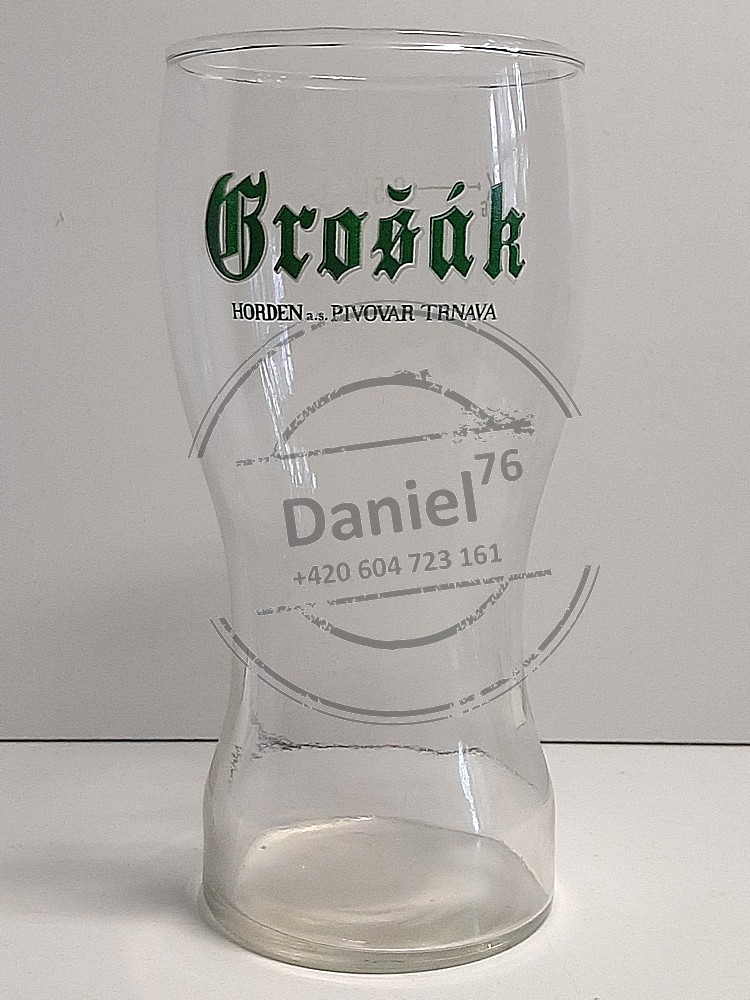 Grošák
HORDEN a.s. PIVOVAR TRNAVA
Daniel76
+420 604 723 161